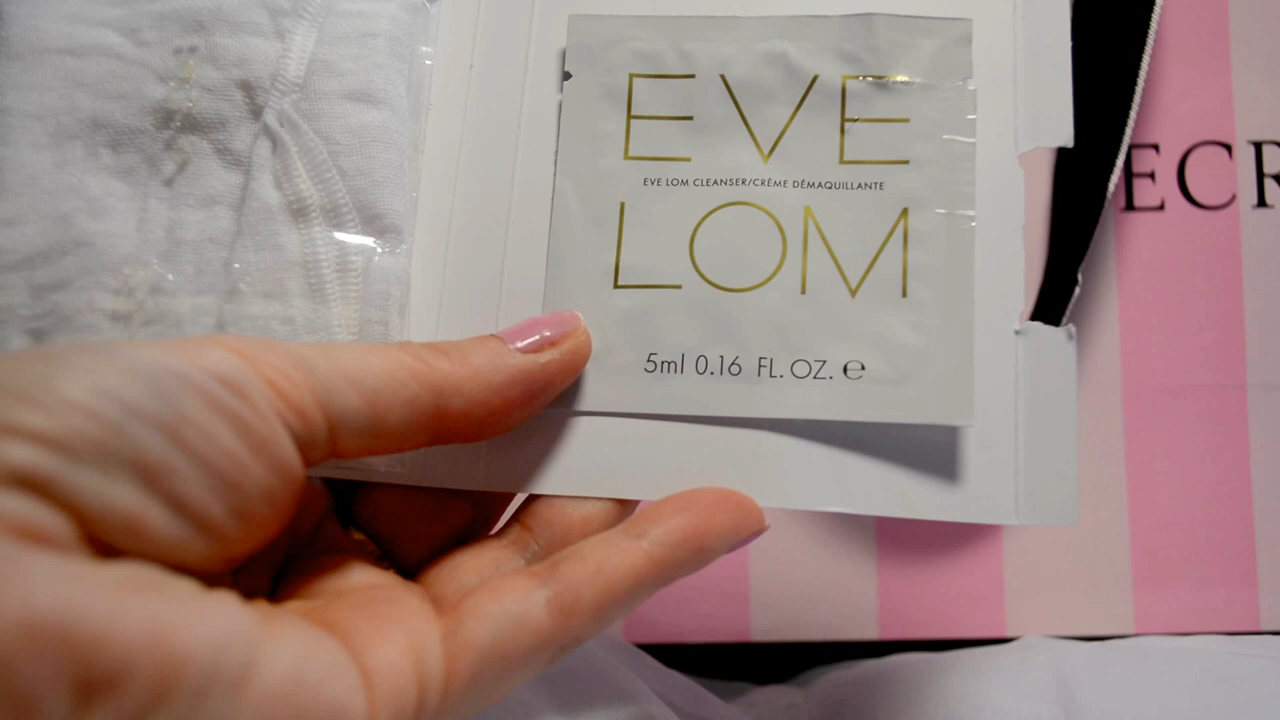 EVE
EVE LOM CLEANSER/CRÈME DÉMAQUILLANTE
LOM
5ml 0.16 FL. OZ. ℮
ECR